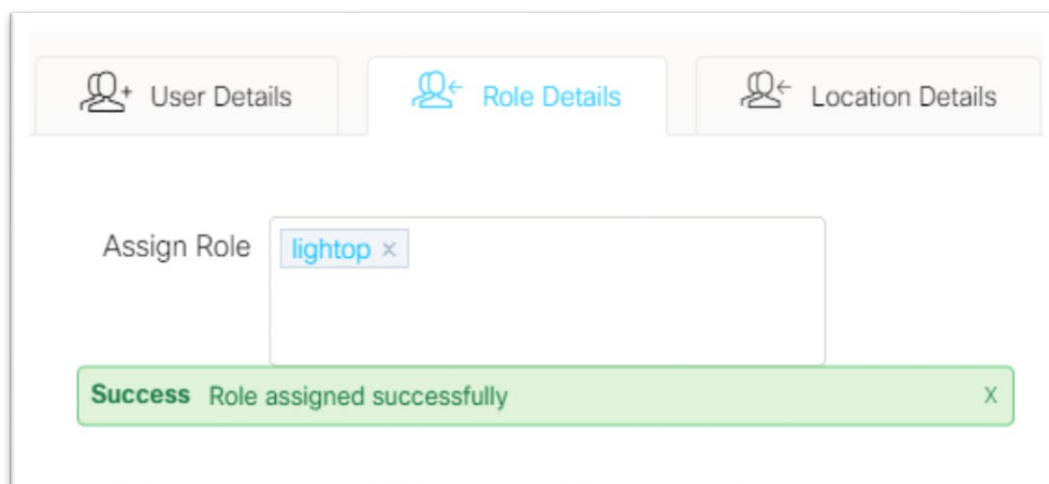 User Details
Role Details
Location Details
Assign Role
lightop ×
Success Role assigned successfully X